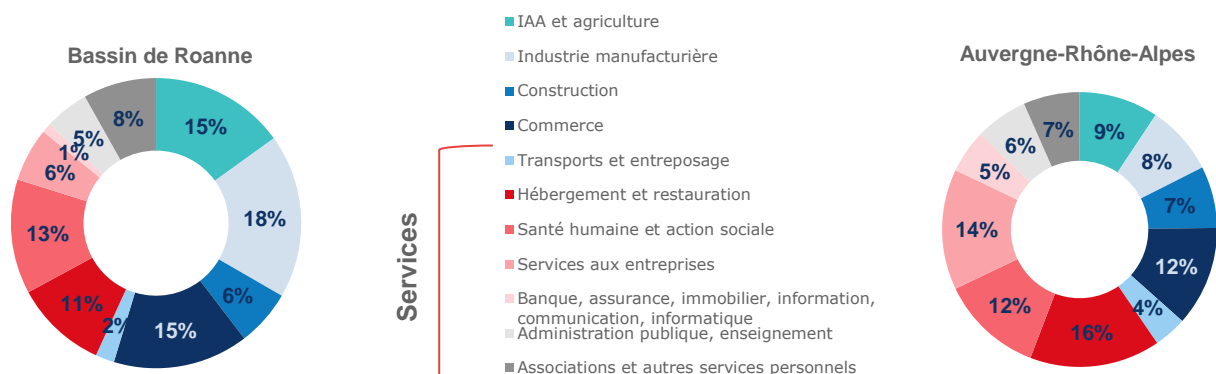 Bassin de Roanne
15%
18%
6%
15%
2%
11%
13%
6%
1%
5%
8%
Services
IAA et agriculture
Industrie manufacturière
Construction
Commerce
Transports et entreposage
Hébergement et restauration
Santé humaine et action sociale
Services aux entreprises
Banque, assurance, immobilier, information,
communication, informatique
Administration publique, enseignement
Associations et autres services personnels
Auvergne-Rhône-Alpes
9%
8%
7%
12%
4%
16%
12%
14%
5%
6%
7%